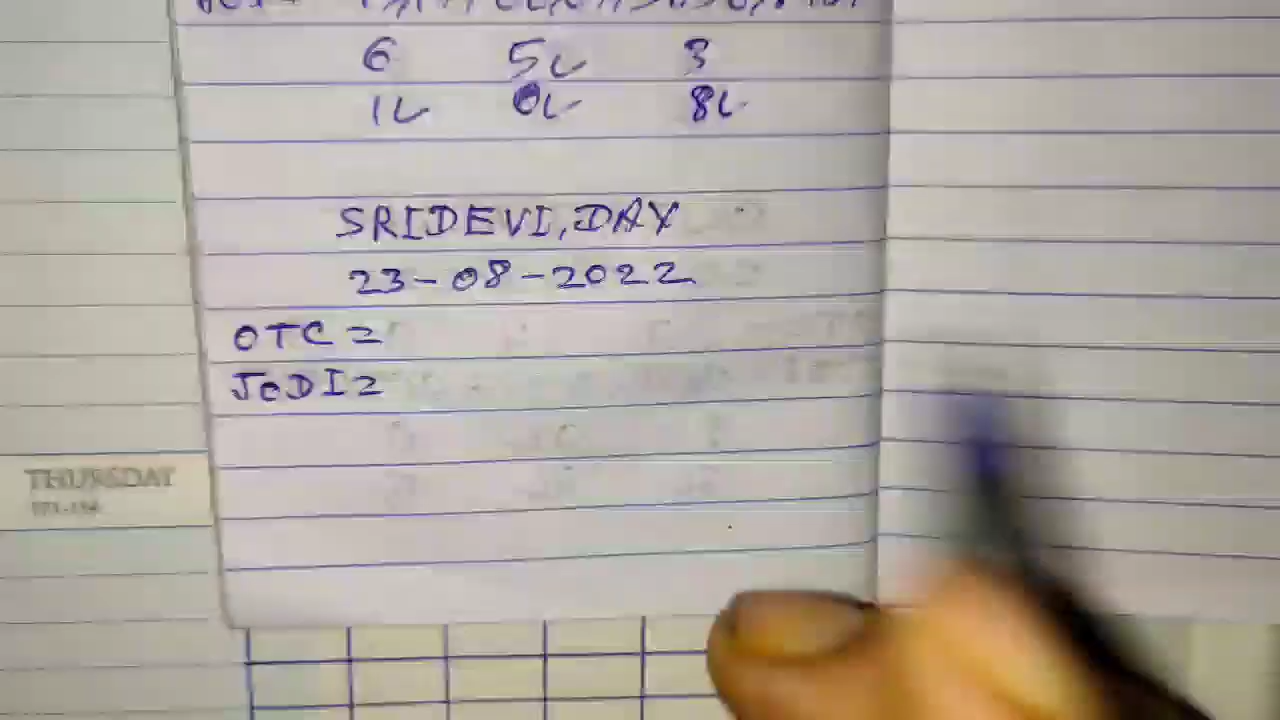 6 5 3
1 0 8
SRIDEVI, DAY
23-08-2022
OTC =
JODI =
THURSDAY